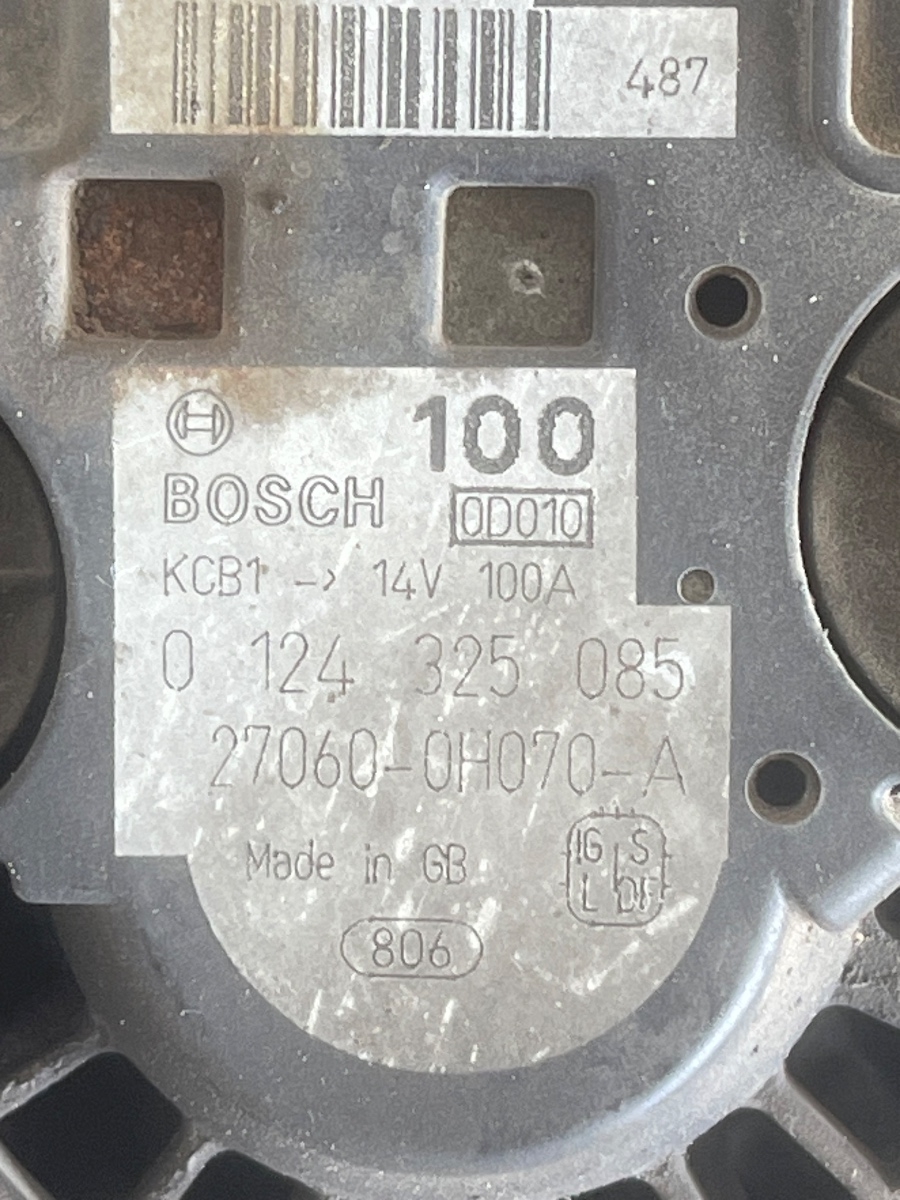 487
100
BOSCH
0D010
KCB1 -> 14V 100A
0 124 325 085
27060-0H070-A
Made in GB
IG S
L DF
806